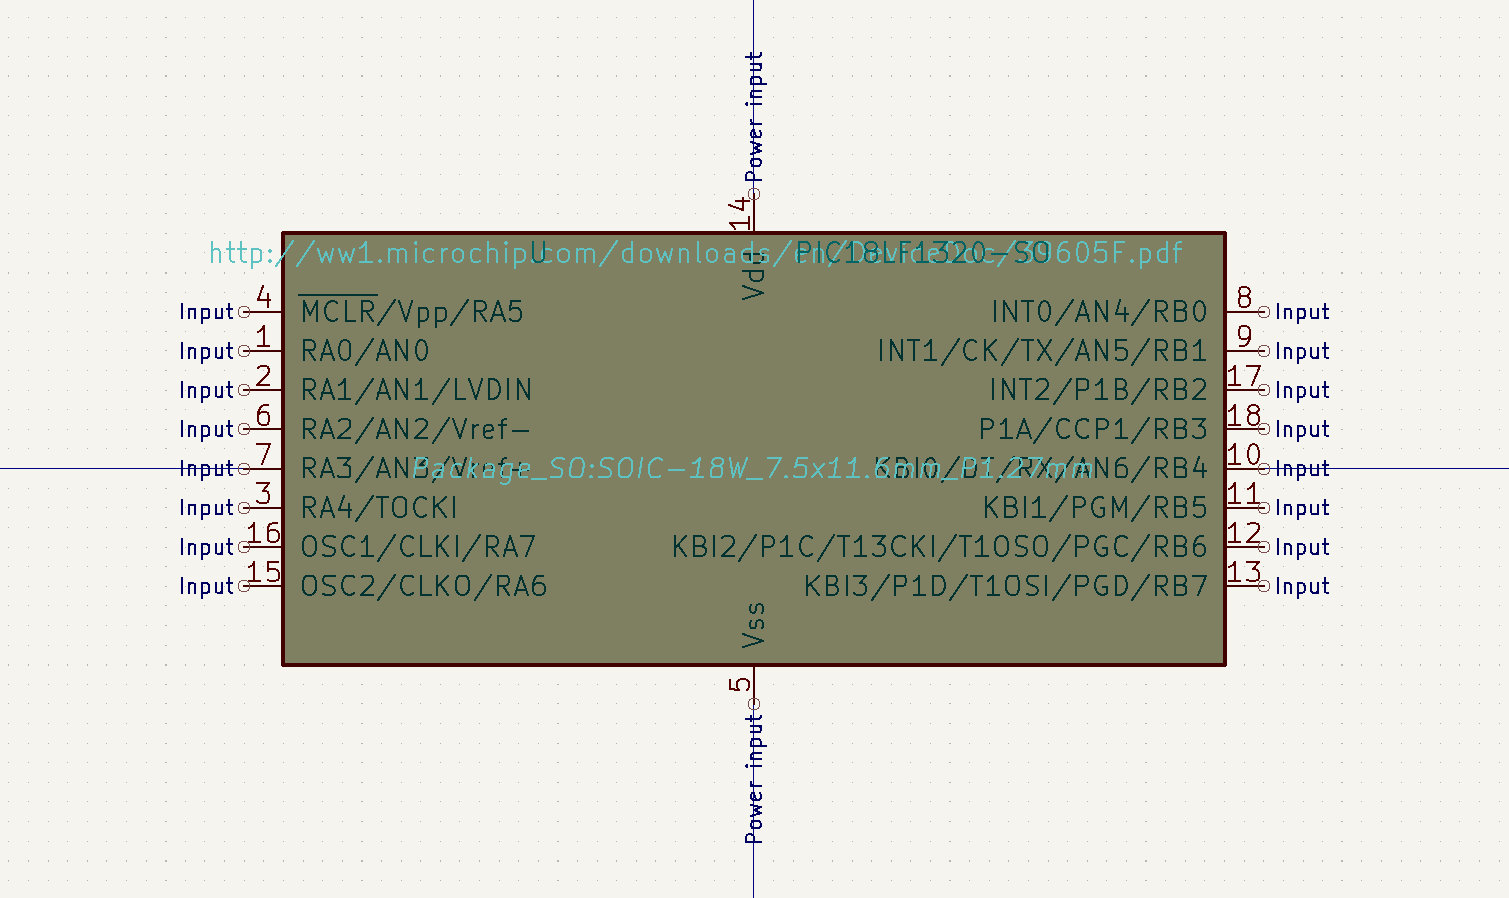 Power input
14
http://ww1.microchip.com/downloads/en/DeviceDoc/39605F.pdf
U
PIC18LF1320-SO
Vdd
Input 4 MCLR/Vpp/RA5 INT0/AN4/RB0 8 Input
Input 1 RA0/AN0 INT1/CK/TX/AN5/RB1 9 Input
Input 2 RA1/AN1/LVDIN INT2/P1B/RB2 17 Input
Input 6 RA2/AN2/Vref- P1A/CCP1/RB3 18 Input
Input 7 RA3/AN3/Vref+ KBI0/DT/RX/AN6/RB4 10 Input
Package_SO:SOIC-18W_7.5x11.6mm_P1.27mm
Input 3 RA4/TOCKI KBI1/PGM/RB5 11 Input
Input 16 OSC1/CLKI/RA7 KBI2/P1C/T13CKI/T1OSO/PGC/RB6 12 Input
Input 15 OSC2/CLKO/RA6 KBI3/P1D/T1OSI/PGD/RB7 13 Input
Vss
5
Power input